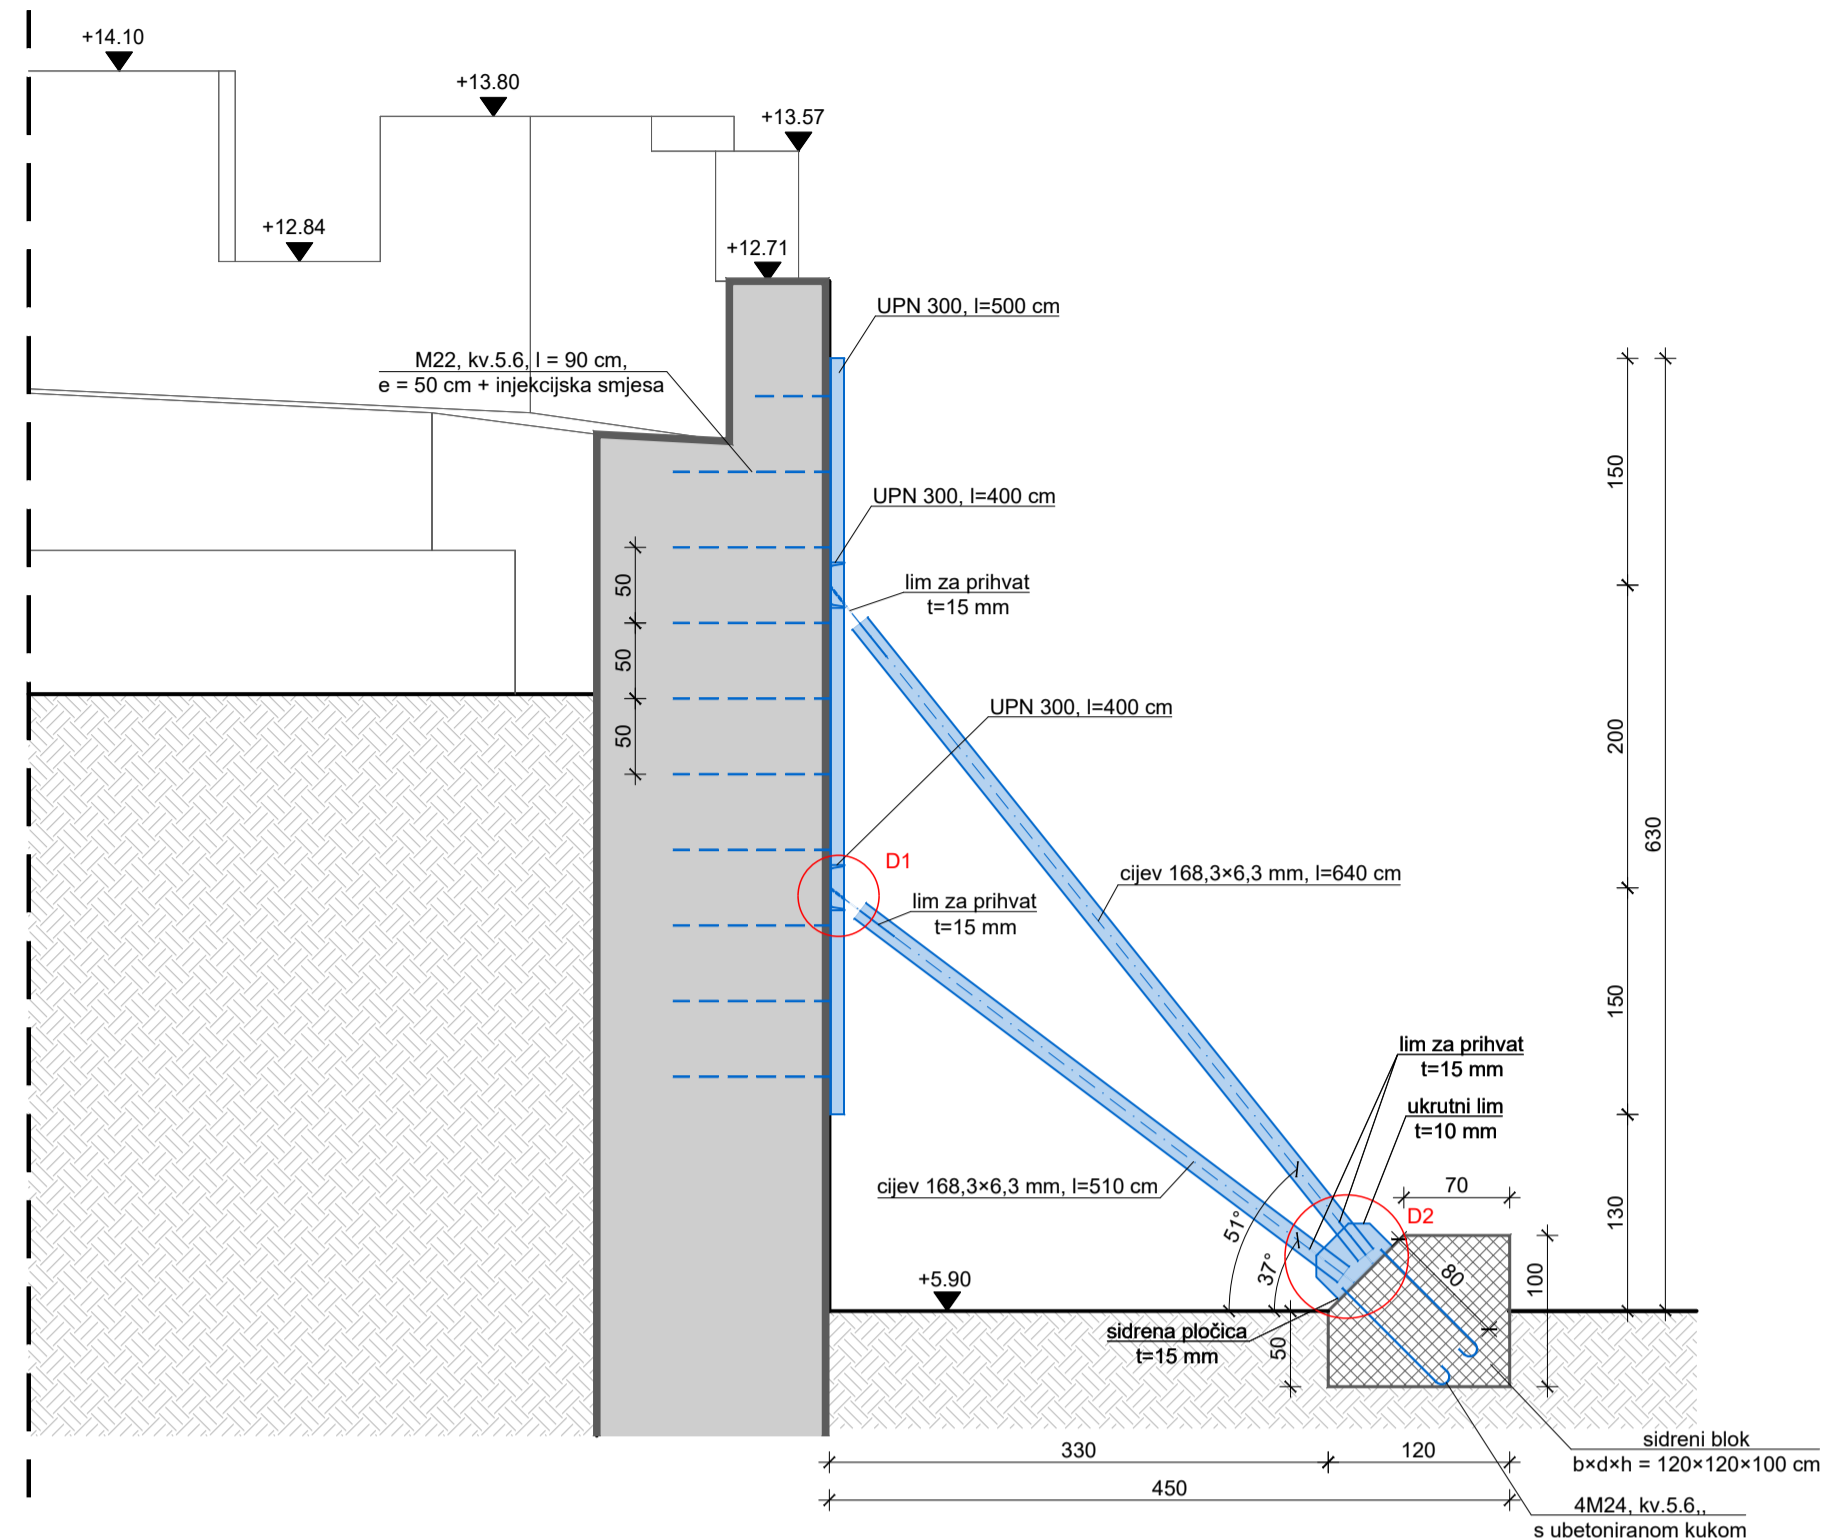 +14.10
+13.80
+13.57
+12.84
+12.71
UPN 300, l=500 cm
M22, kv.5.6, l = 90 cm,
e = 50 cm + injekcijska smjesa
UPN 300, l=400 cm
150
lim za prihvat
t=15 mm
50
50
50
UPN 300, l=400 cm
200
630
D1
cijev 168,3×6,3 mm, l=640 cm
lim za prihvat
t=15 mm
150
lim za prihvat
t=15 mm
ukrutni lim
t=10 mm
cijev 168,3×6,3 mm, l=510 cm
70
130
51°
D2
37°
80
100
+5.90
sidrena pločica
t=15 mm
50
330
120
sidreni blok
b×d×h = 120×120×100 cm
450
4M24, kv.5.6,,
s ubetoniranom kukom